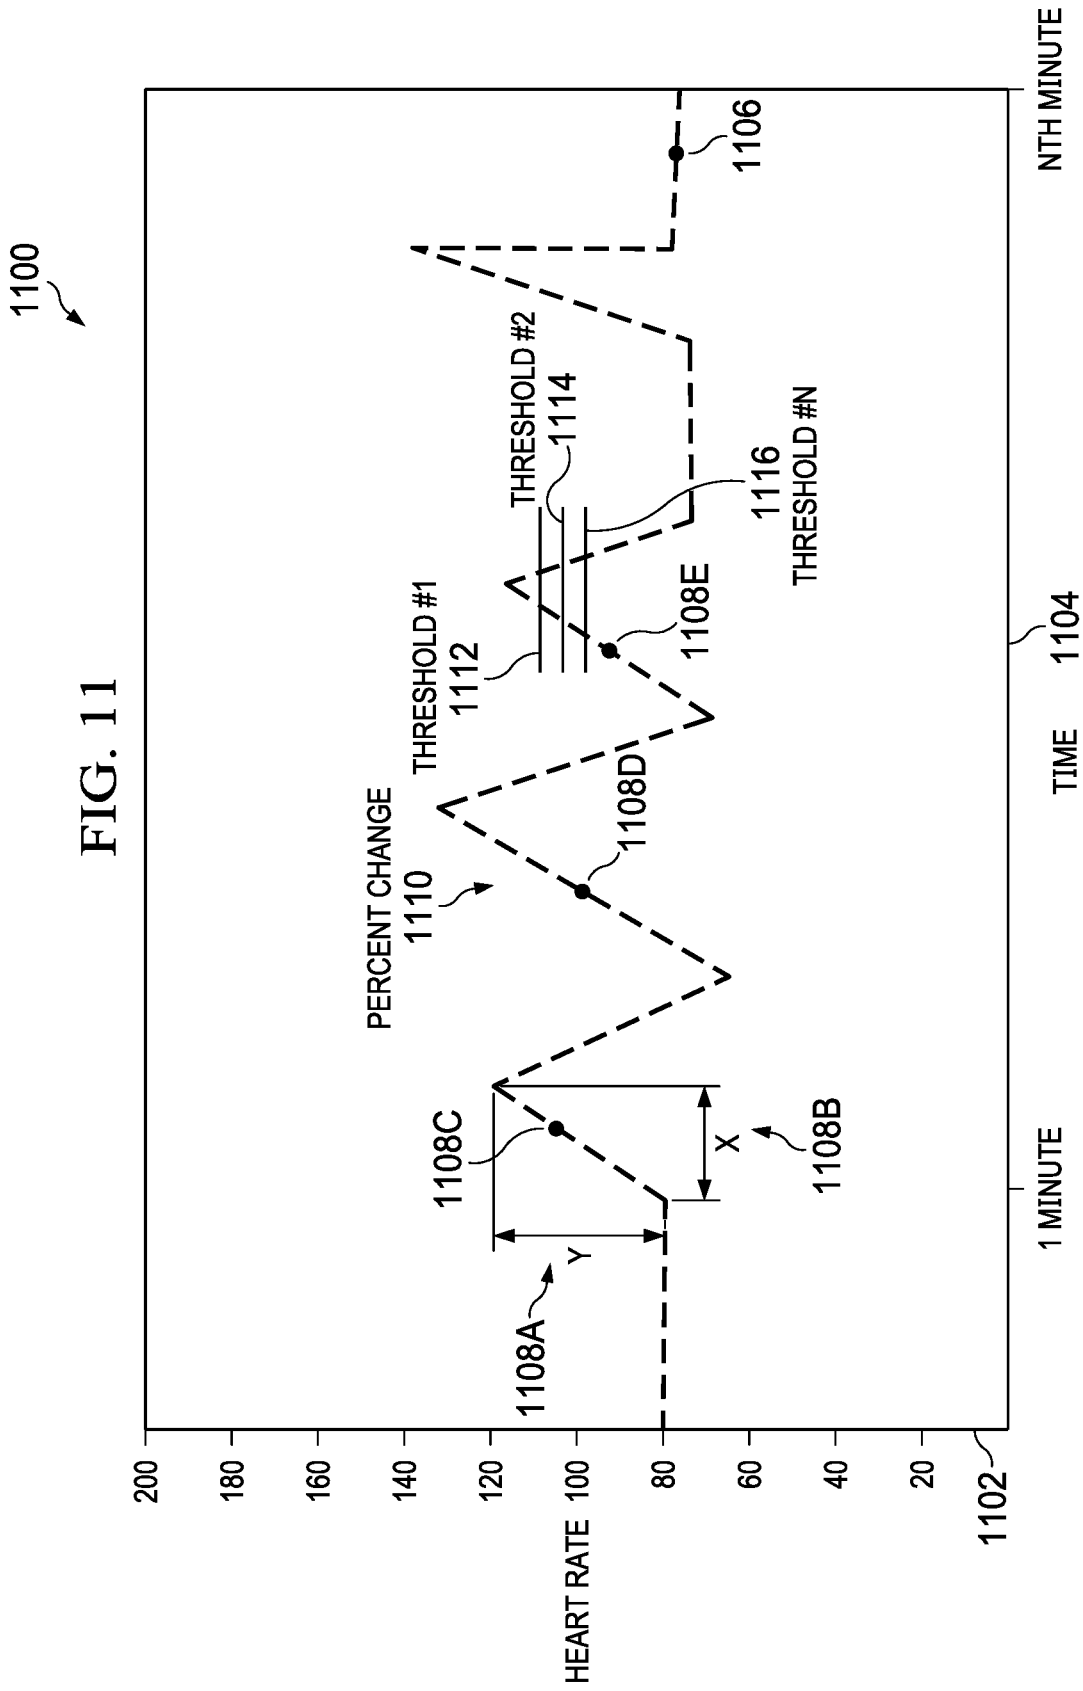 FIG. 11
1100
200
180
160
140
120
100
80
60
40
20
HEART RATE
1102
1108A
Y
1108C
X
1108B
PERCENT CHANGE
1110
1108D
THRESHOLD #1
1112
1108E
THRESHOLD #2
1114
1116
THRESHOLD #N
1106
1 MINUTE
TIME
1104
NTH MINUTE